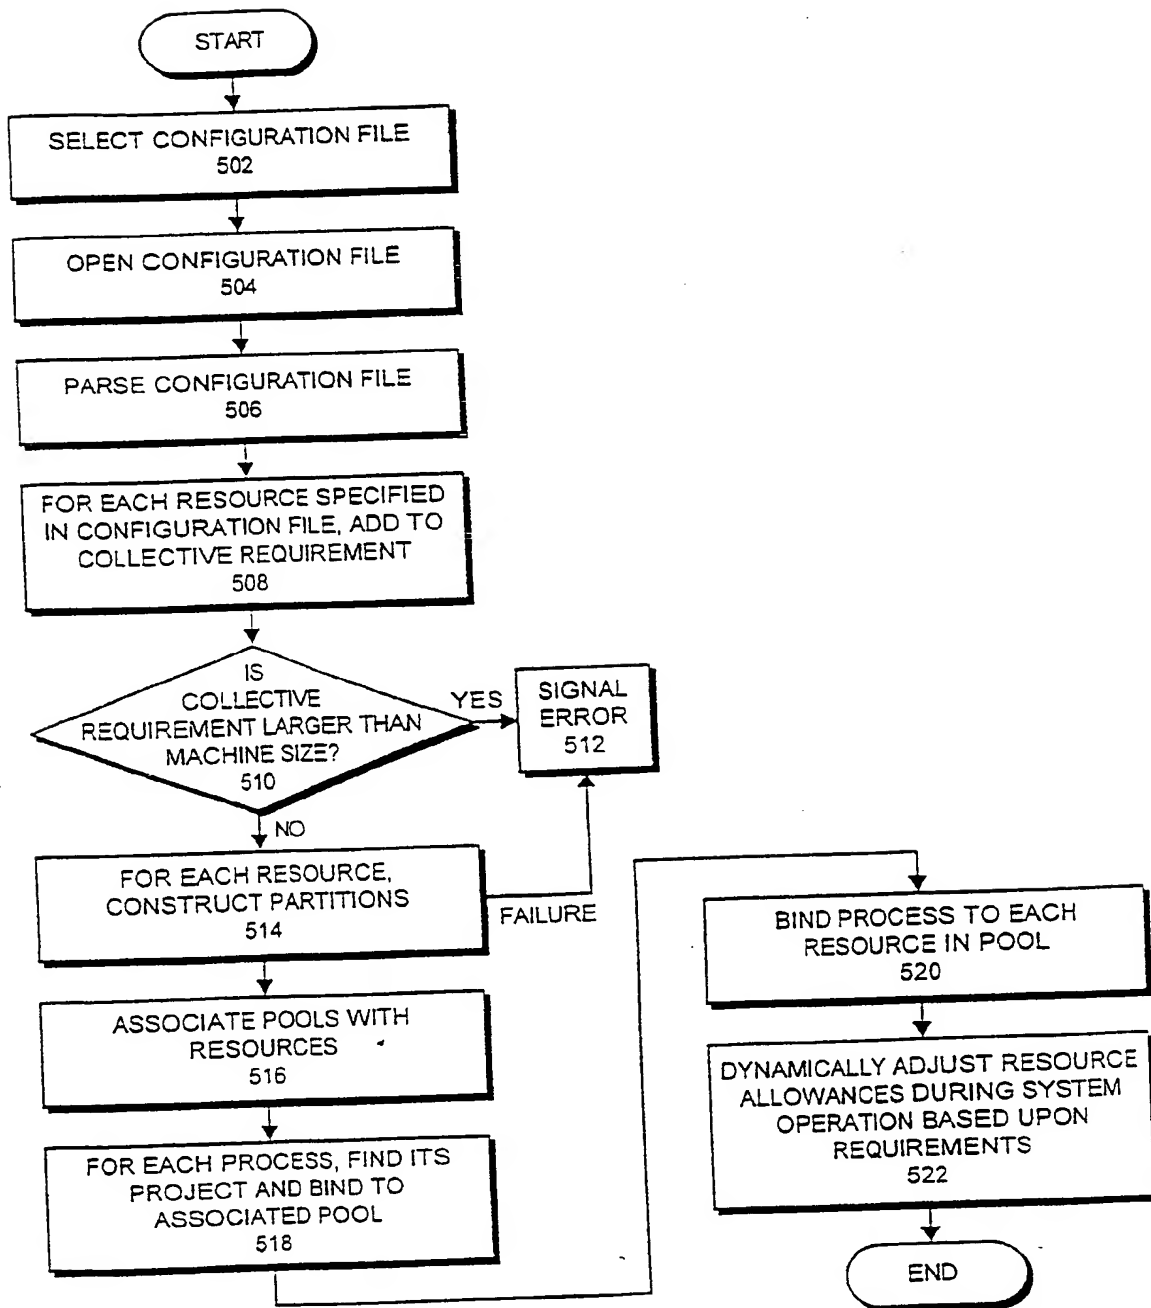 START
SELECT CONFIGURATION FILE
502
OPEN CONFIGURATION FILE
504
PARSE CONFIGURATION FILE
506
FOR EACH RESOURCE SPECIFIED
IN CONFIGURATION FILE, ADD TO
COLLECTIVE REQUIREMENT
508
IS
COLLECTIVE
REQUIREMENT LARGER THAN
MACHINE SIZE?
510
YES
SIGNAL
ERROR
512
NO
FOR EACH RESOURCE,
CONSTRUCT PARTITIONS
514
FAILURE
ASSOCIATE POOLS WITH
RESOURCES
516
FOR EACH PROCESS, FIND ITS
PROJECT AND BIND TO
ASSOCIATED POOL
518
BIND PROCESS TO EACH
RESOURCE IN POOL
520
DYNAMICALLY ADJUST RESOURCE
ALLOWANCES DURING SYSTEM
OPERATION BASED UPON
REQUIREMENTS
522
END